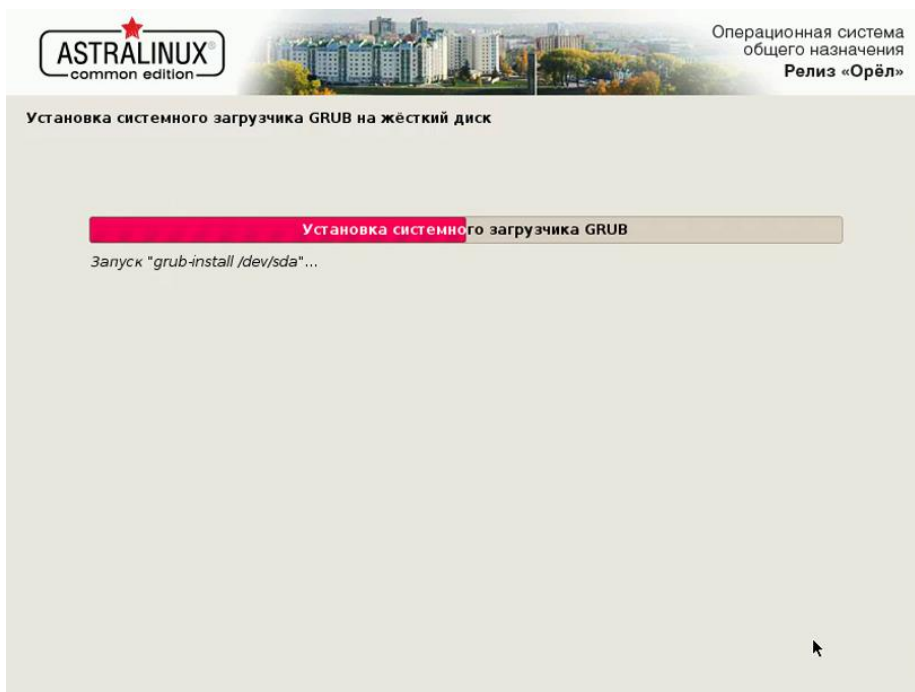 ASTRALINUX®
common edition
Операционная система
общего назначения
Релиз «Орёл»
Установка системного загрузчика GRUB на жёсткий диск
Установка системного загрузчика GRUB
Запуск "grub-install /dev/sda"...